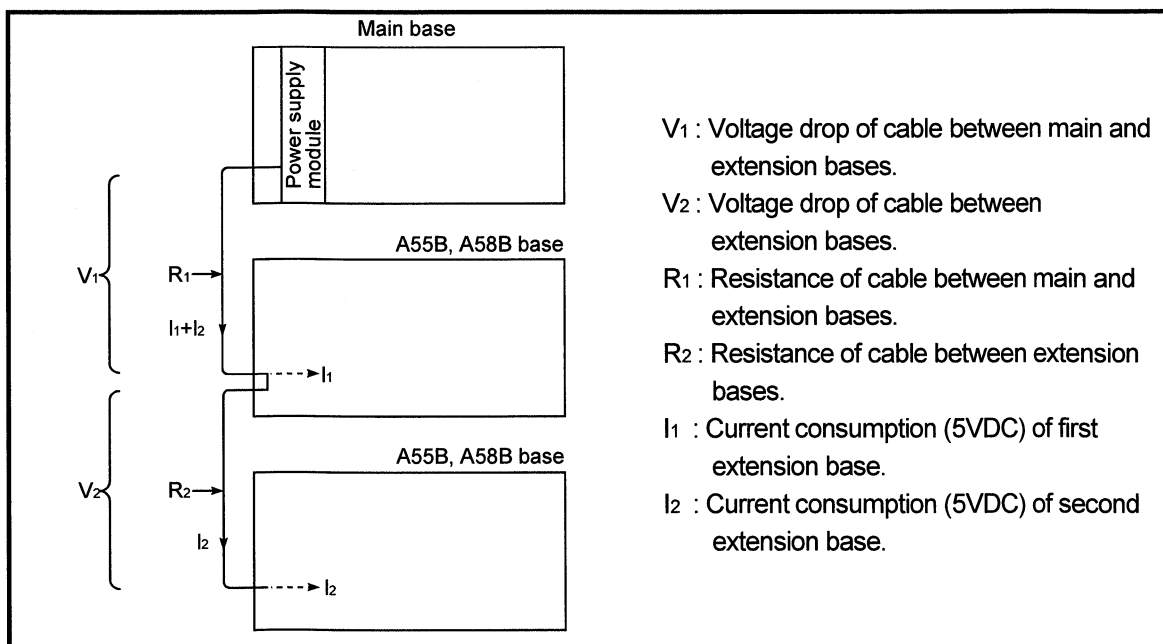 Main base
Power supply
module
A55B, A58B base
V₁
R₁
I₁+I₂
I₁
A55B, A58B base
V₂
R₂
I₂
I₂
V₁ : Voltage drop of cable between main and
extension bases.
V₂ : Voltage drop of cable between
extension bases.
R₁ : Resistance of cable between main and
extension bases.
R₂ : Resistance of cable between extension
bases.
I₁ : Current consumption (5VDC) of first
extension base.
I₂ : Current consumption (5VDC) of second
extension base.